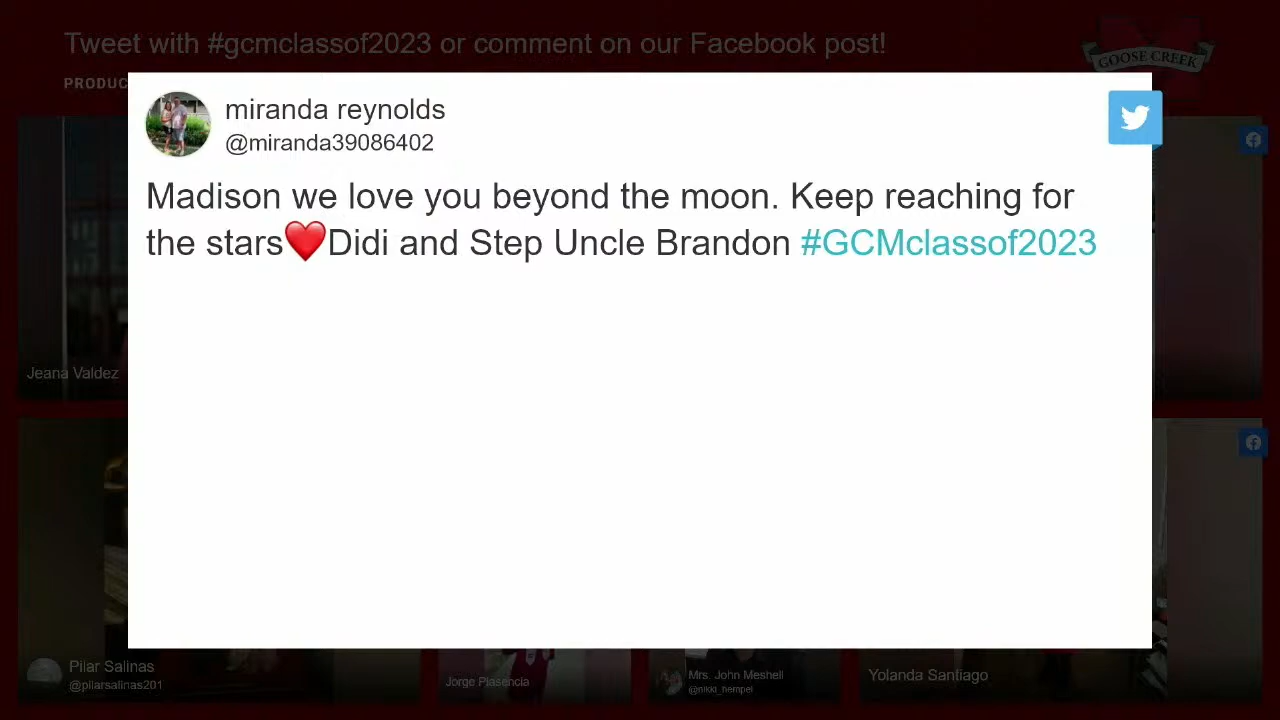 Tweet with #gcmclassof2023 or comment on our Facebook post!
GOOSE CREEK
miranda reynolds
@miranda39086402
Madison we love you beyond the moon. Keep reaching for
the stars❤️Didi and Step Uncle Brandon #GCMclassof2023
Jeana Valdez
Pilar Salinas
@pilarsalinas201
Jorge Plasencia
Mrs. John Meshell
@nikki_hempel
Yolanda Santiago